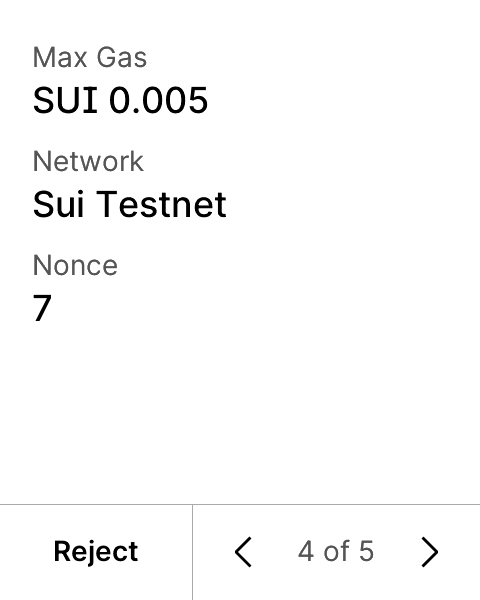 Max Gas
SUI 0.005
Network
Sui Testnet
Nonce
7
Reject
4 of 5